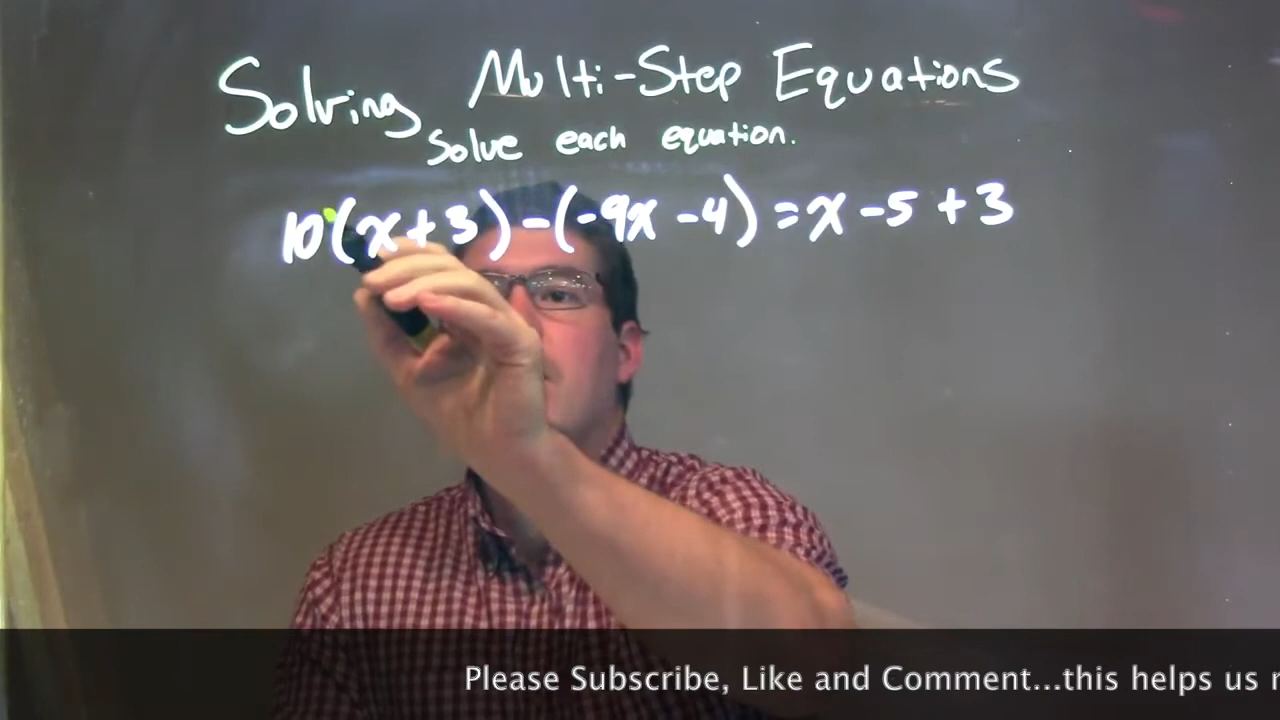 Solving Multi-Step Equations
Solve each equation.
10(x+3)-(-9x-4)=x-5+3
Please Subscribe, Like and Comment...this helps us